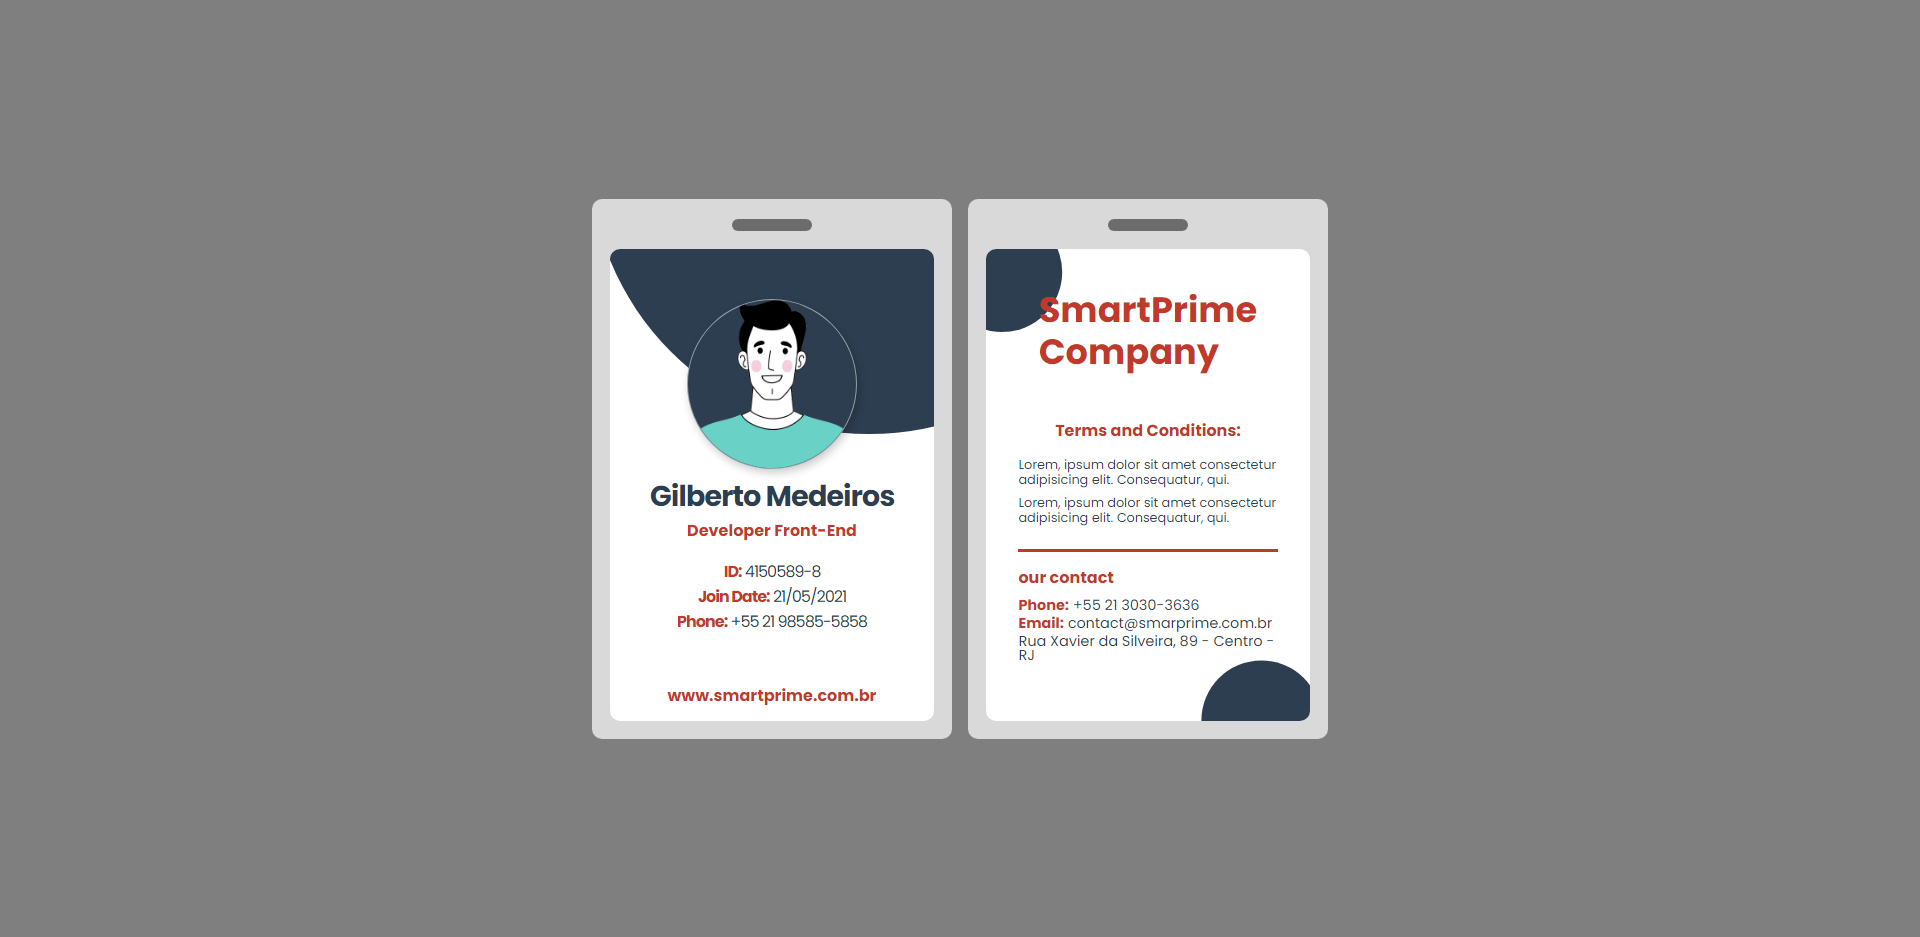 Gilberto Medeiros
Developer Front-End
ID: 4150589-8
Join Date: 21/05/2021
Phone: +55 21 98585-5858
www.smartprime.com.br
SmartPrime
Company
Terms and Conditions:
Lorem, ipsum dolor sit amet consectetur
adipisicing elit. Consequatur, qui.
Lorem, ipsum dolor sit amet consectetur
adipisicing elit. Consequatur, qui.
our contact
Phone: +55 21 3030-3636
Email: contact@smarprime.com.br
Rua Xavier da Silveira, 89 - Centro -
RJ